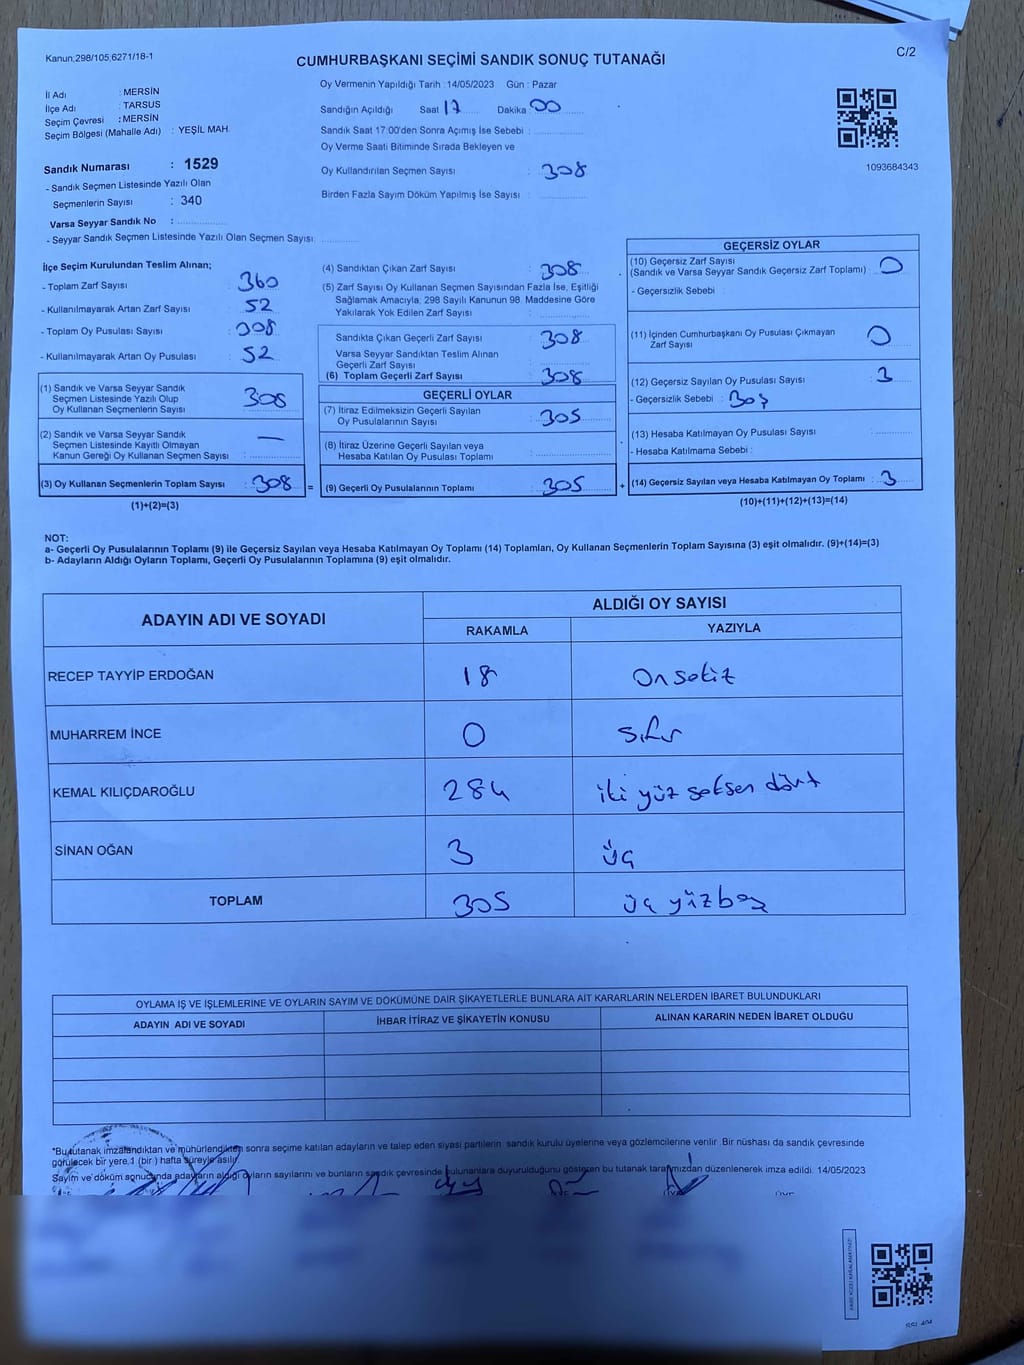 Kanun;298/105;6271/18-1
CUMHURBAŞKANI SEÇİMİ SANDIK SONUÇ TUTANAĞI
C/2
İl Adı : MERSİN
İlçe Adı : TARSUS
Seçim Çevresi : MERSİN
Seçim Bölgesi (Mahalle Adı) : YEŞİL MAH.
Sandık Numarası : 1529
- Sandık Seçmen Listesinde Yazılı Olan
Seçmenlerin Sayısı : 340
Varsa Seyyar Sandık No :
- Seyyar Sandık Seçmen Listesinde Yazılı Olan Seçmen Sayısı:
Oy Vermenin Yapıldığı Tarih : 14/05/2023 Gün : Pazar
Sandığın Açıldığı Saat 17 Dakika : 00
Sandık Saat 17:00'den Sonra Açımış İse Sebebi :
Oy Verme Saati Bitiminde Sırada Bekleyen ve
Oy Kullandırılan Seçmen Sayısı : 308
Birden Fazla Sayım Döküm Yapılmış İse Sayısı :
1093684343
İlçe Seçim Kurulundan Teslim Alınan;
- Toplam Zarf Sayısı : 360
- Kullanılmayarak Artan Zarf Sayısı : 52
- Toplam Oy Pusulası Sayısı : 308
- Kullanılmayarak Artan Oy Pusulası : 52
(1) Sandık ve Varsa Seyyar Sandık
Seçmen Listesinde Yazılı Olup
Oy Kullanan Seçmenlerin Sayısı : 308
(2) Sandık ve Varsa Seyyar Sandık
Seçmen Listesinde Kayıtlı Olmayan
Kanun Gereği Oy Kullanan Seçmen Sayısı : —
(3) Oy Kullanan Seçmenlerin Toplam Sayısı : 308 =
(1)+(2)=(3)
(4) Sandıktan Çıkan Zarf Sayısı : 308
(5) Zarf Sayısı Oy Kullanan Seçmen Sayısından Fazla İse, Eşitliği
Sağlamak Amacıyla, 298 Sayılı Kanunun 98. Maddesine Göre
Yakılarak Yok Edilen Zarf Sayısı :
Sandıkta Çıkan Geçerli Zarf Sayısı : 308
Varsa Seyyar Sandıktan Teslim Alınan
Geçerli Zarf Sayısı
(6) Toplam Geçerli Zarf Sayısı : 308
GEÇERLİ OYLAR
(7) İtiraz Edilmeksizin Geçerli Sayılan
Oy Pusulalarının Sayısı : 305
(8) İtiraz Üzerine Geçerli Sayılan veya
Hesaba Katılan Oy Pusulası Toplamı :
(9) Geçerli Oy Pusulalarının Toplamı : 305 +
GEÇERSİZ OYLAR
(10) Geçersiz Zarf Sayısı
(Sandık ve Varsa Seyyar Sandık Geçersiz Zarf Toplamı) : 0
- Geçersizlik Sebebi :
(11) İçinden Cumhurbaşkanı Oy Pusulası Çıkmayan
Zarf Sayısı 0
(12) Geçersiz Sayılan Oy Pusulası Sayısı : 3
- Geçersizlik Sebebi : Boş
(13) Hesaba Katılmayan Oy Pusulası Sayısı :
- Hesaba Katılmama Sebebi :
(14) Geçersiz Sayılan veya Hesaba Katılmayan Oy Toplamı : 3
(10)+(11)+(12)+(13)=(14)
NOT:
a- Geçerli Oy Pusulalarının Toplamı (9) ile Geçersiz Sayılan veya Hesaba Katılmayan Oy Toplamı (14) Toplamları, Oy Kullanan Seçmenlerin Toplam Sayısına (3) eşit olmalıdır. (9)+(14)=(3)
b- Adayların Aldığı Oyların Toplamı, Geçerli Oy Pusulalarının Toplamına (9) eşit olmalıdır.
ADAYIN ADI VE SOYADI ALDIĞI OY SAYISI
RAKAMLA YAZIYLA
RECEP TAYYİP ERDOĞAN 18 On sekiz
MUHARREM İNCE 0 sıfır
KEMAL KILIÇDAROĞLU 284 iki yüz seksen dört
SİNAN OĞAN 3 üç
TOPLAM 305 üç yüz beş
OYLAMA İŞ VE İŞLEMLERİNE VE OYLARIN SAYIM VE DÖKÜMÜNE DAİR ŞİKAYETLERLE BUNLARA AİT KARARLARIN NELERDEN İBARET BULUNDUKLARI
ADAYIN ADI VE SOYADI İHBAR İTİRAZ VE ŞİKAYETİN KONUSU ALINAN KARARIN NEDEN İBARET OLDUĞU
*Bu tutanak imzalandıktan ve mühürlendikten sonra seçime katılan adayların ve talep eden siyasi partilerin sandık kurulu üyelerine veya gözlemcilerine verilir. Bir nüshası da sandık çevresinde
görülecek bir yere,1 (bir) hafta süreyle asılır.
Sayım ve döküm sonucunda adayların aldığı oyların sayılarını ve bunların sandık çevresinde bulunanlara duyurulduğunu gösteren bu tutanak tarafımızdan düzenlenerek imza edildi. 14/05/2023